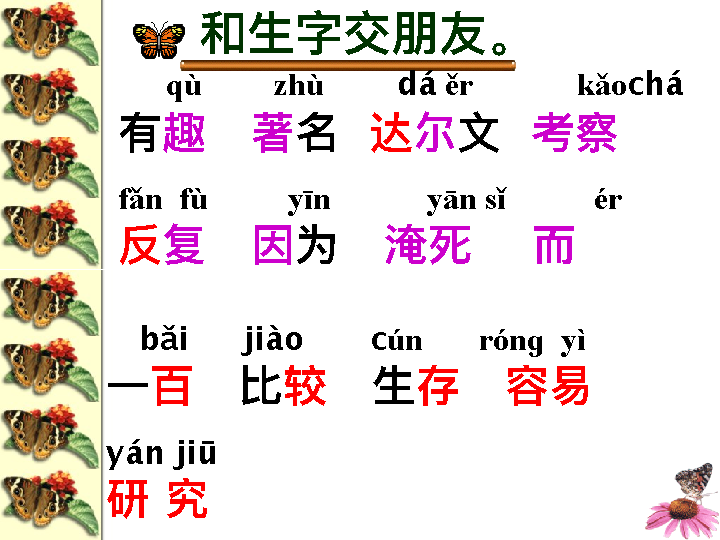 和生字交朋友。
qù zhù dá ěr kǎochá
有趣 著名 达尔文 考察
fǎn fù yīn yān sǐ ér
反复 因为 淹死 而
bǎi jiào cún róng yì
一百 比较 生存 容易
yán jiū
研 究